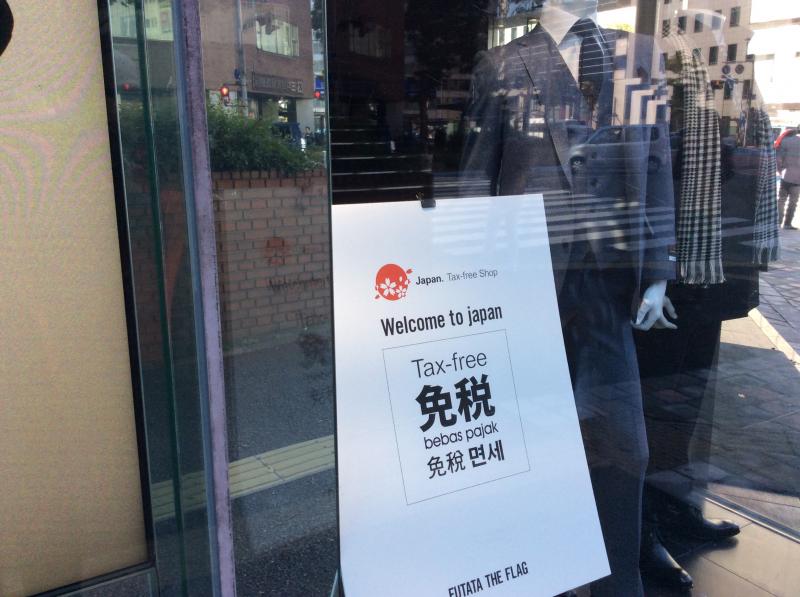 Japan. Tax-free Shop
Welcome to japan
Tax-free
免税
bebas pajak
免稅 면세
FUTATA THE FLAG